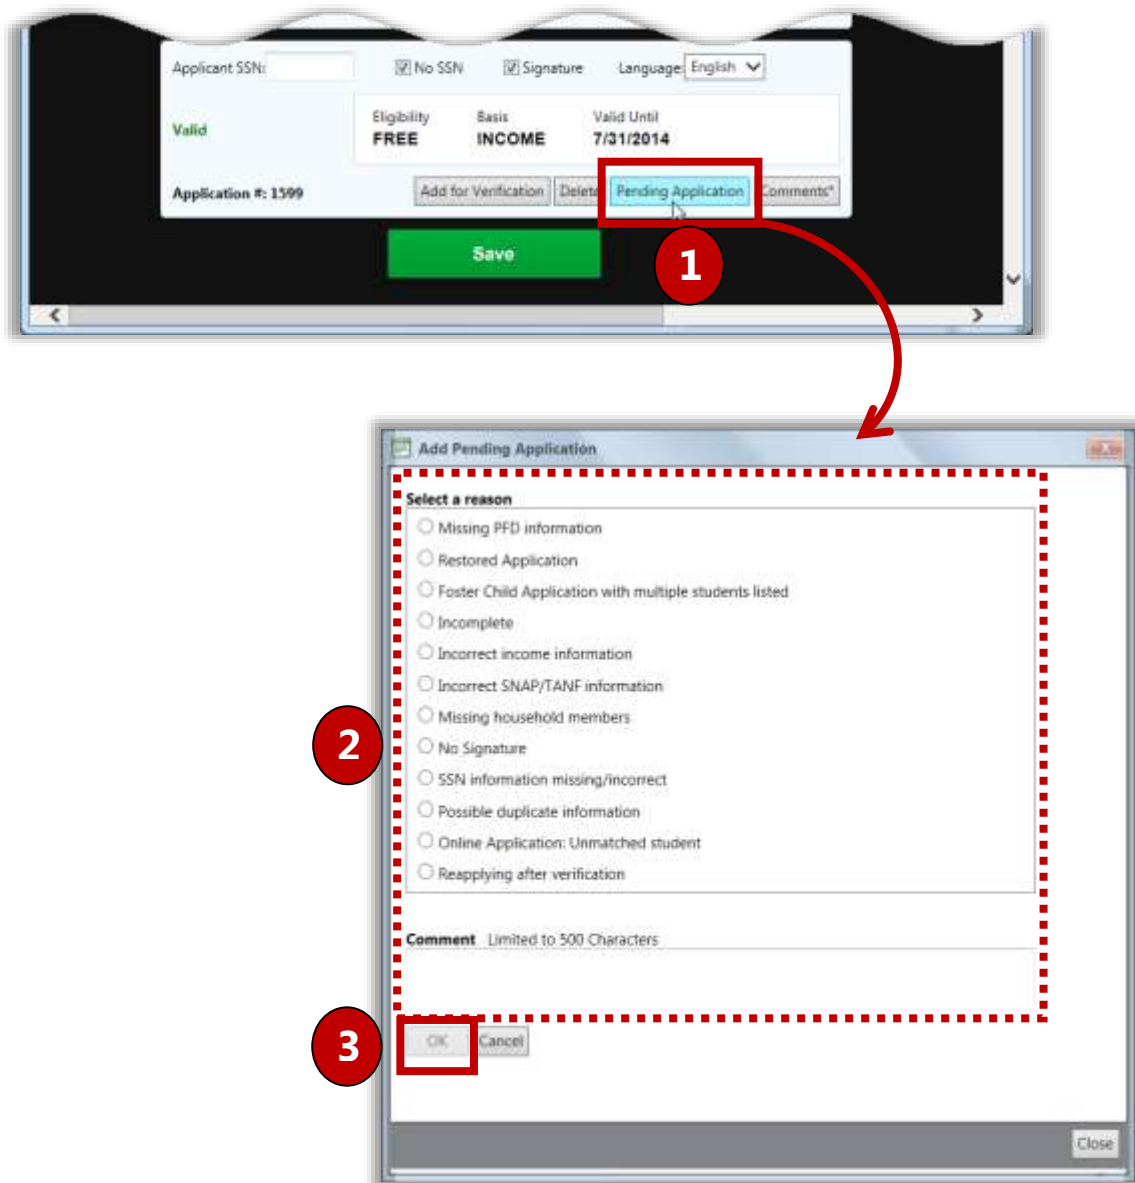 Applicant SSN: No SSN Signature Language: English
Eligibility Basis Valid Until
Valid FREE INCOME 7/31/2014
Application #: 1599 Add for Verification Delete Pending Application Comments*
Save
1
Add Pending Application
Select a reason
Missing PFD information
Restored Application
Foster Child Application with multiple students listed
Incomplete
Incorrect income information
Incorrect SNAP/TANF information
Missing household members
2
No Signature
SSN information missing/incorrect
Possible duplicate information
Online Application: Unmatched student
Reapplying after verification
Comment Limited to 500 Characters
3
OK Cancel
Close